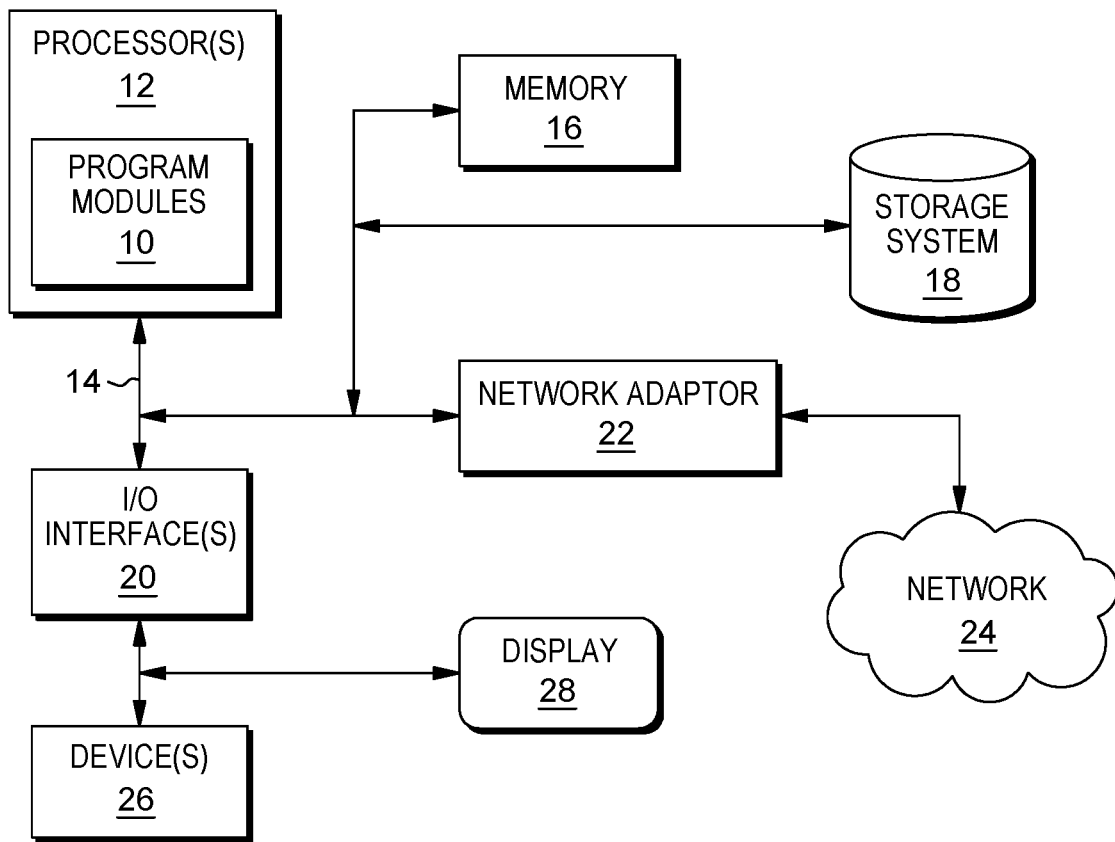 PROCESSOR(S)
12
PROGRAM
MODULES
10
MEMORY
16
STORAGE
SYSTEM
18
14
NETWORK ADAPTOR
22
I/O
INTERFACE(S)
20
NETWORK
24
DISPLAY
28
DEVICE(S)
26